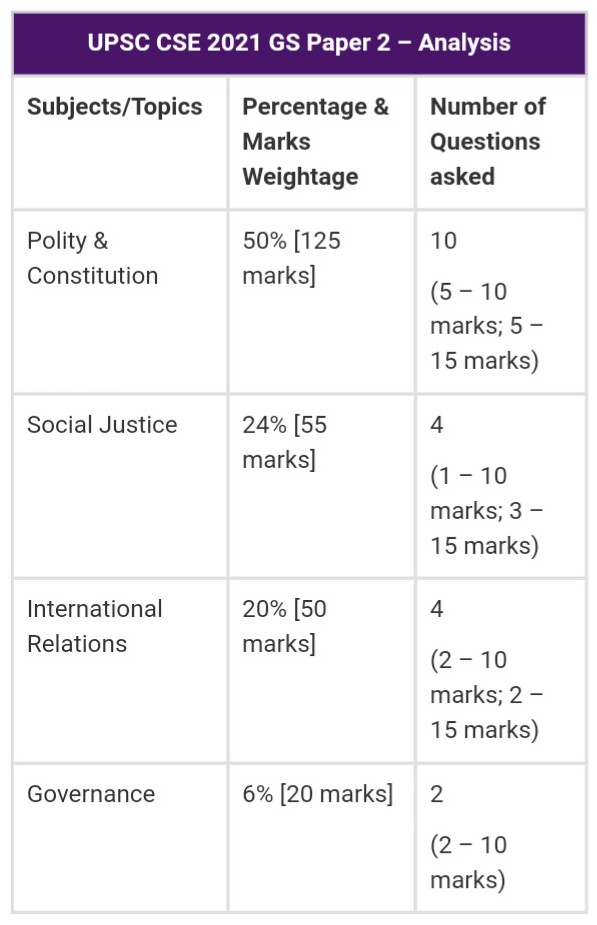 UPSC CSE 2021 GS Paper 2 – Analysis
Subjects/Topics
Percentage &
Marks
Weightage
Number of
Questions
asked
Polity &
Constitution
50% [125
marks]
10
(5 – 10
marks; 5 –
15 marks)
Social Justice
24% [55
marks]
4
(1 – 10
marks; 3 –
15 marks)
International
Relations
20% [50
marks]
4
(2 – 10
marks; 2 –
15 marks)
Governance
6% [20 marks]
2
(2 – 10
marks)